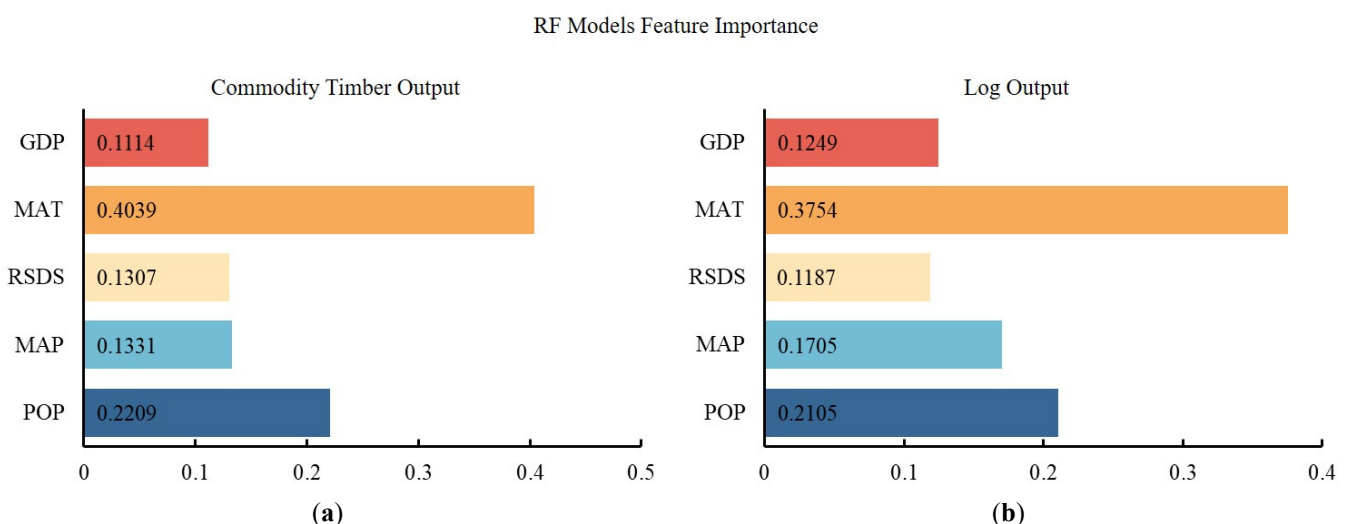 RF Models Feature Importance
Commodity Timber Output
GDP
0.1114
MAT
0.4039
RSDS
0.1307
MAP
0.1331
POP
0.2209
0 0.1 0.2 0.3 0.4 0.5
(a)
Log Output
GDP
0.1249
MAT
0.3754
RSDS
0.1187
MAP
0.1705
POP
0.2105
0 0.1 0.2 0.3 0.4
(b)